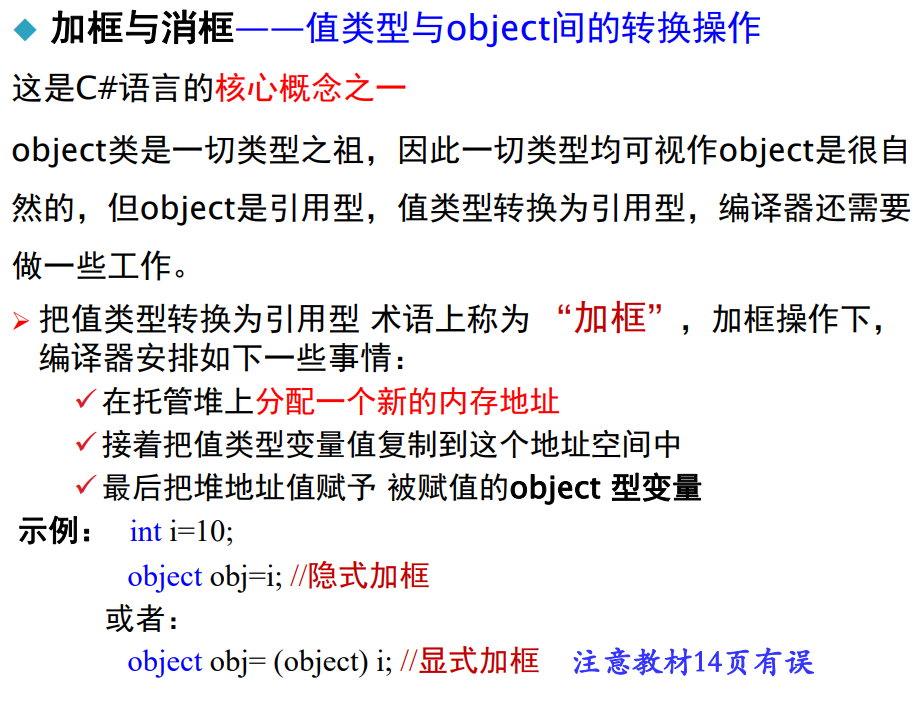 加框与消框——值类型与object间的转换操作
这是C#语言的核心概念之一
object类是一切类型之祖，因此一切类型均可视作object是很自
然的，但object是引用型，值类型转换为引用型，编译器还需要
做一些工作。
把值类型转换为引用型 术语上称为 “加框”，加框操作下，
编译器安排如下一些事情：
在托管堆上分配一个新的内存地址
接着把值类型变量值复制到这个地址空间中
最后把堆地址值赋予 被赋值的object 型变量
示例： int i=10;
object obj=i; //隐式加框
或者：
object obj= (object) i; //显式加框 注意教材14页有误